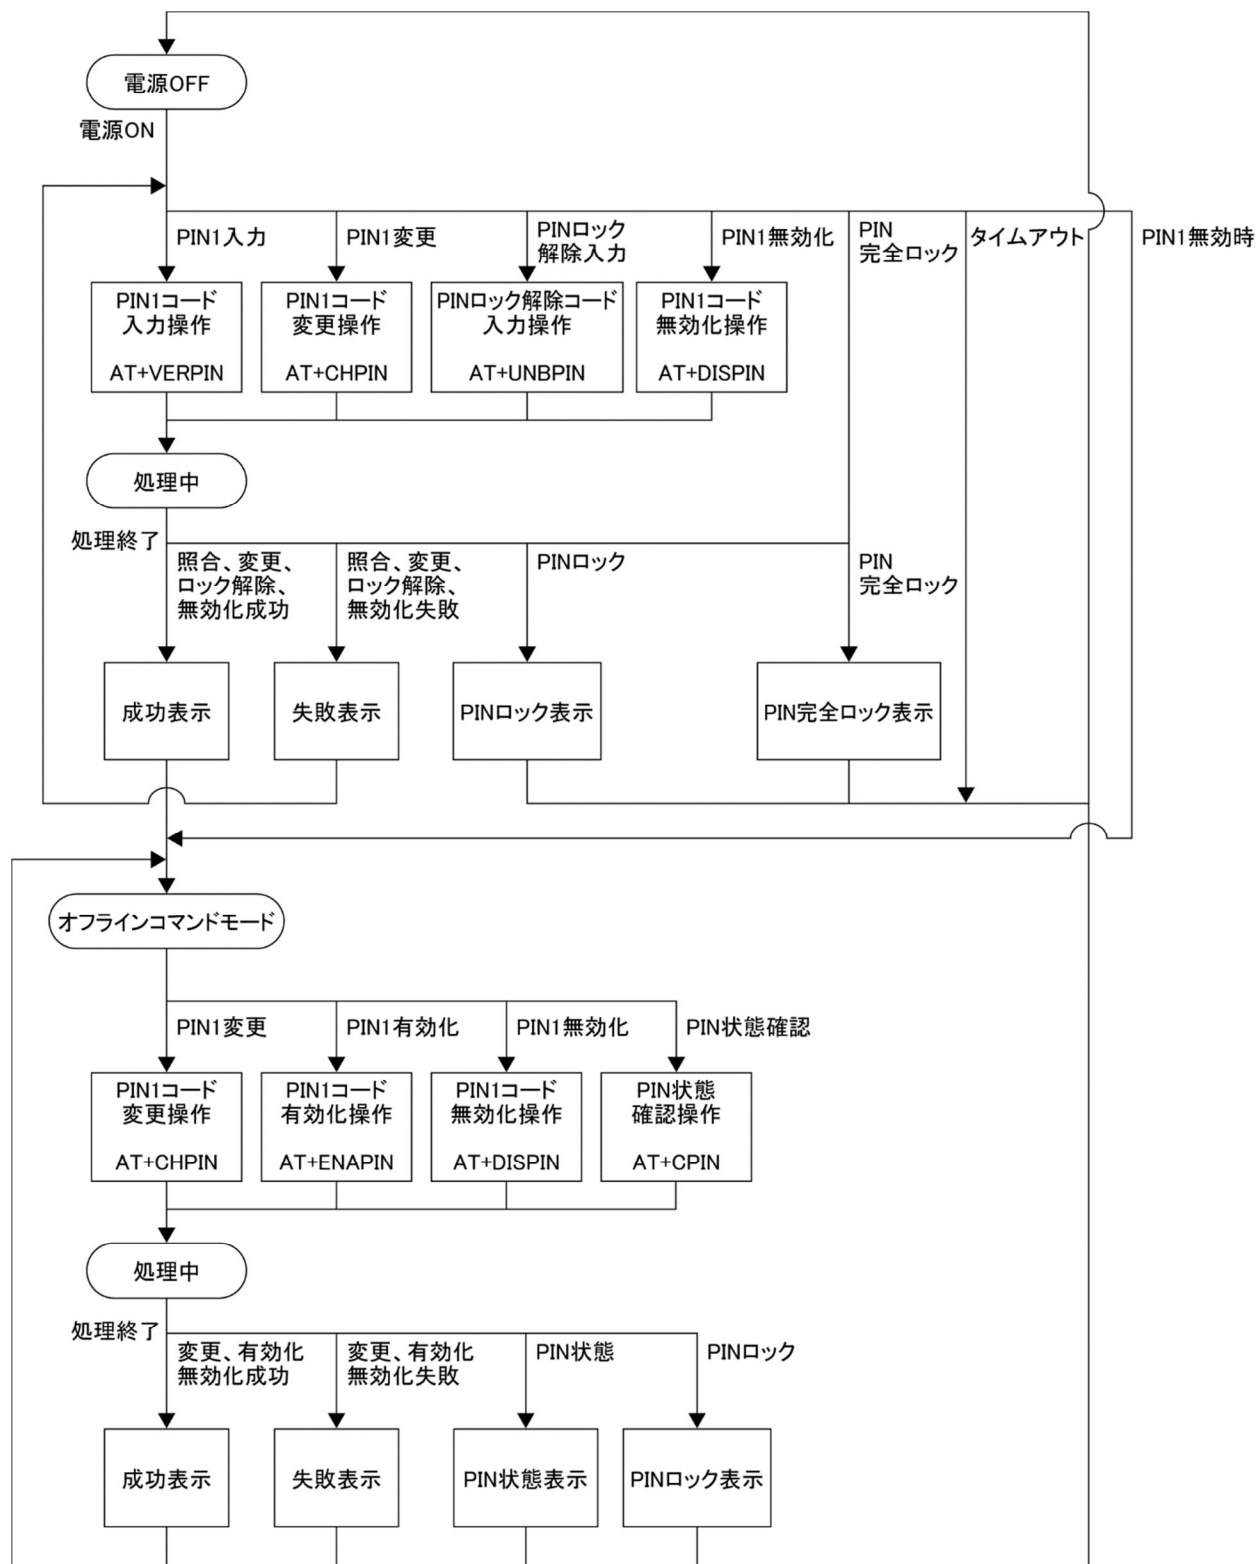 電源OFF
電源ON
PIN1入力
PIN1変更
PINロック
解除入力
PIN1無効化
PIN
完全ロック
タイムアウト
PIN1無効時
PIN1コード
入力操作
AT+VERPIN
PIN1コード
変更操作
AT+CHPIN
PINロック解除コード
入力操作
AT+UNBPIN
PIN1コード
無効化操作
AT+DISPIN
処理中
処理終了
照合、変更、
ロック解除、
無効化成功
照合、変更、
ロック解除、
無効化失敗
PINロック
PIN
完全ロック
成功表示
失敗表示
PINロック表示
PIN完全ロック表示
オフラインコマンドモード
PIN1変更
PIN1有効化
PIN1無効化
PIN状態確認
PIN1コード
変更操作
AT+CHPIN
PIN1コード
有効化操作
AT+ENAPIN
PIN1コード
無効化操作
AT+DISPIN
PIN状態
確認操作
AT+CPIN
処理中
処理終了
変更、有効化
無効化成功
変更、有効化
無効化失敗
PIN状態
PINロック
成功表示
失敗表示
PIN状態表示
PINロック表示